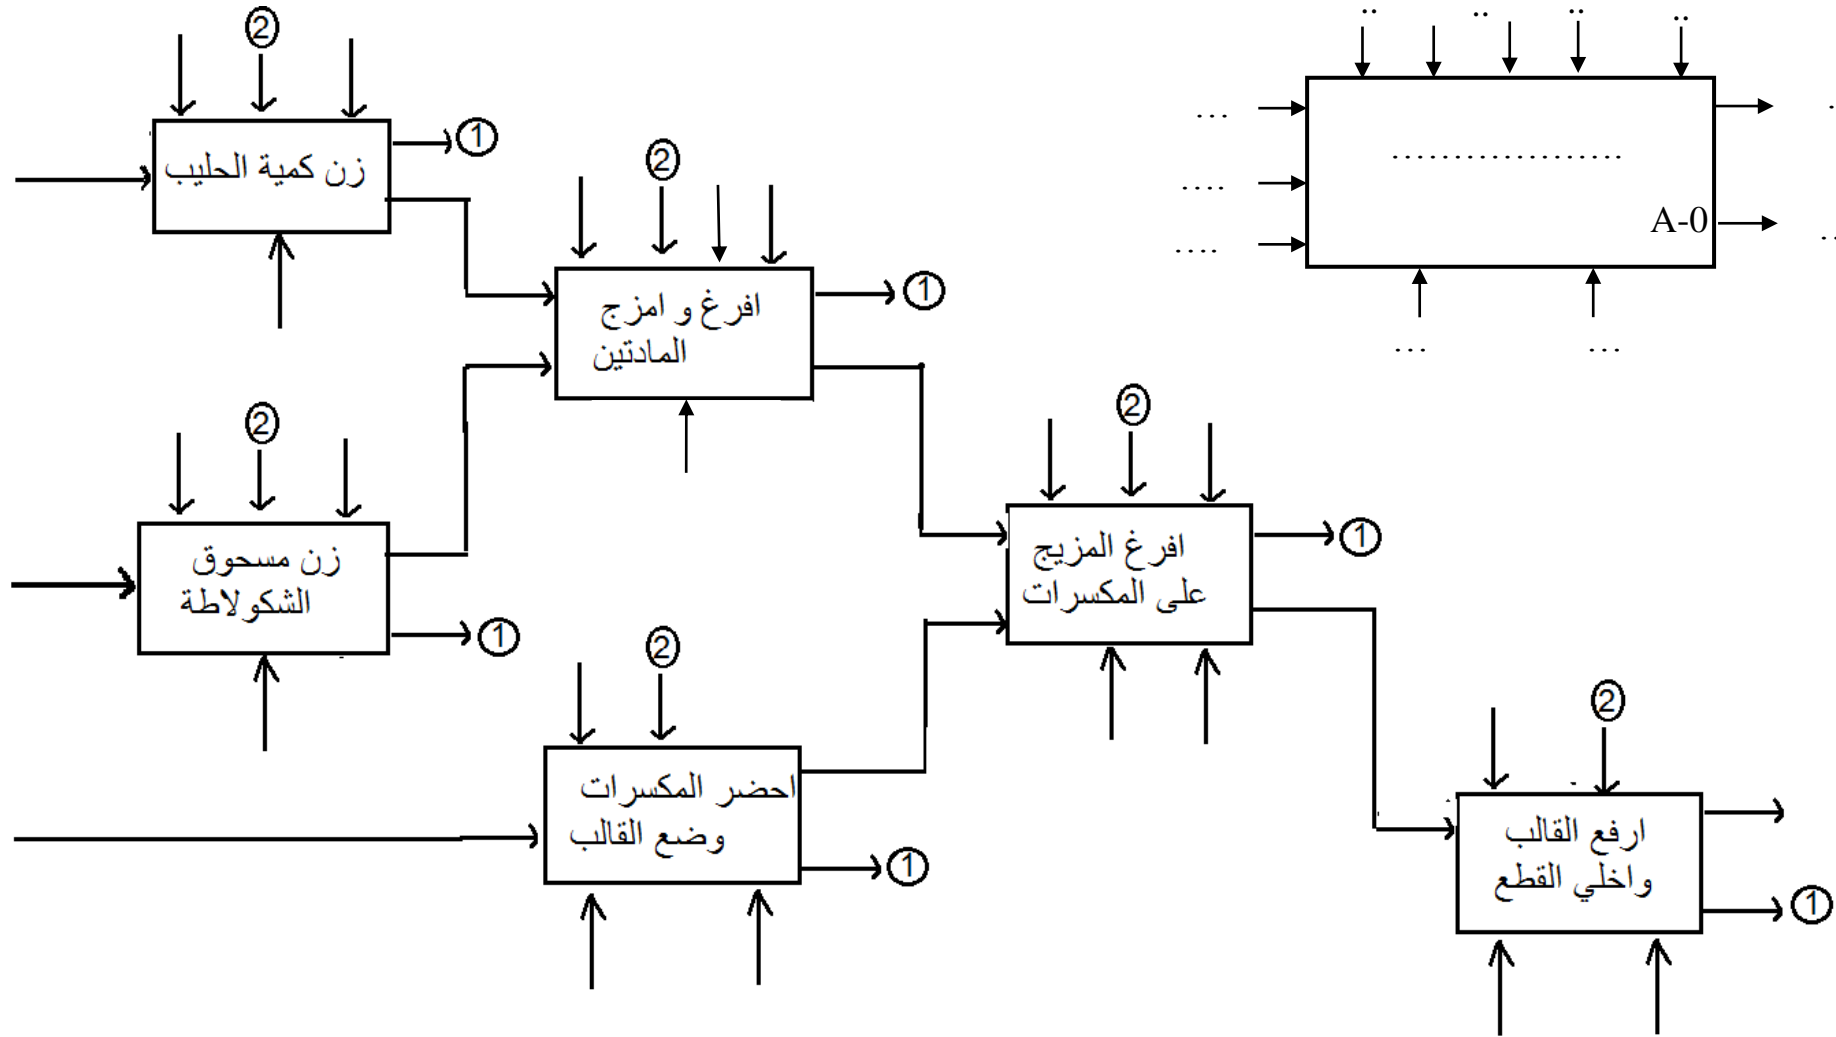 ②
①
زن كمية الحليب
②
①
افرغ و امزج
المادتين
②
زن مسحوق
الشكولاطة
①
②
احضر المكسرات
وضع القالب
①
②
①
افرغ المزيج
على المكسرات
②
ارفع القالب
واخلي القطع
①
.. .. .. ..
...
....
....
...................
A-0
... ...